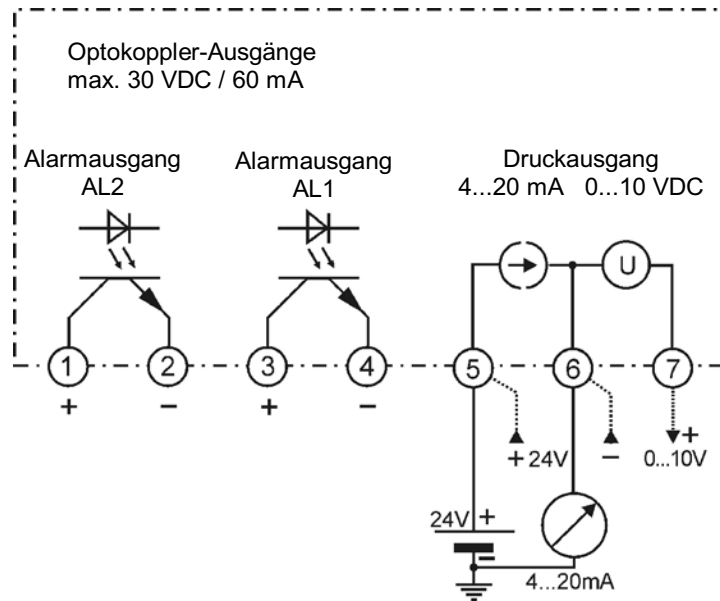 Optokoppler-Ausgänge
max. 30 VDC / 60 mA
Alarmausgang
AL2
Alarmausgang
AL1
Druckausgang
4...20 mA 0...10 VDC
U
1 2 3 4 5 6 7
+ − + −
+ 24V − + 0...10V
24V +
−
4...20mA